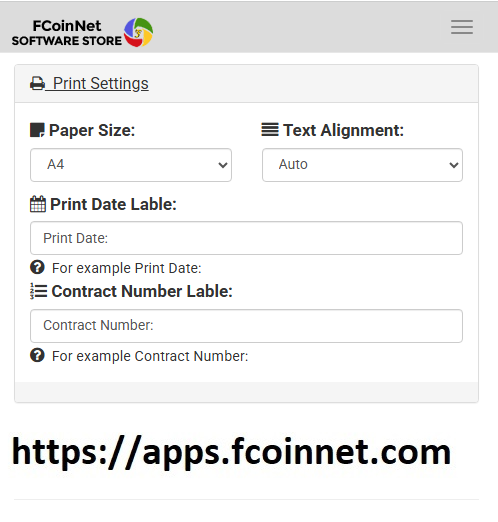 FCoinNet
SOFTWARE STORE
Print Settings
Paper Size:
Text Alignment:
A4
Auto
Print Date Lable:
Print Date:
For example Print Date:
Contract Number Lable:
Contract Number:
For example Contract Number:
https://apps.fcoinnet.com